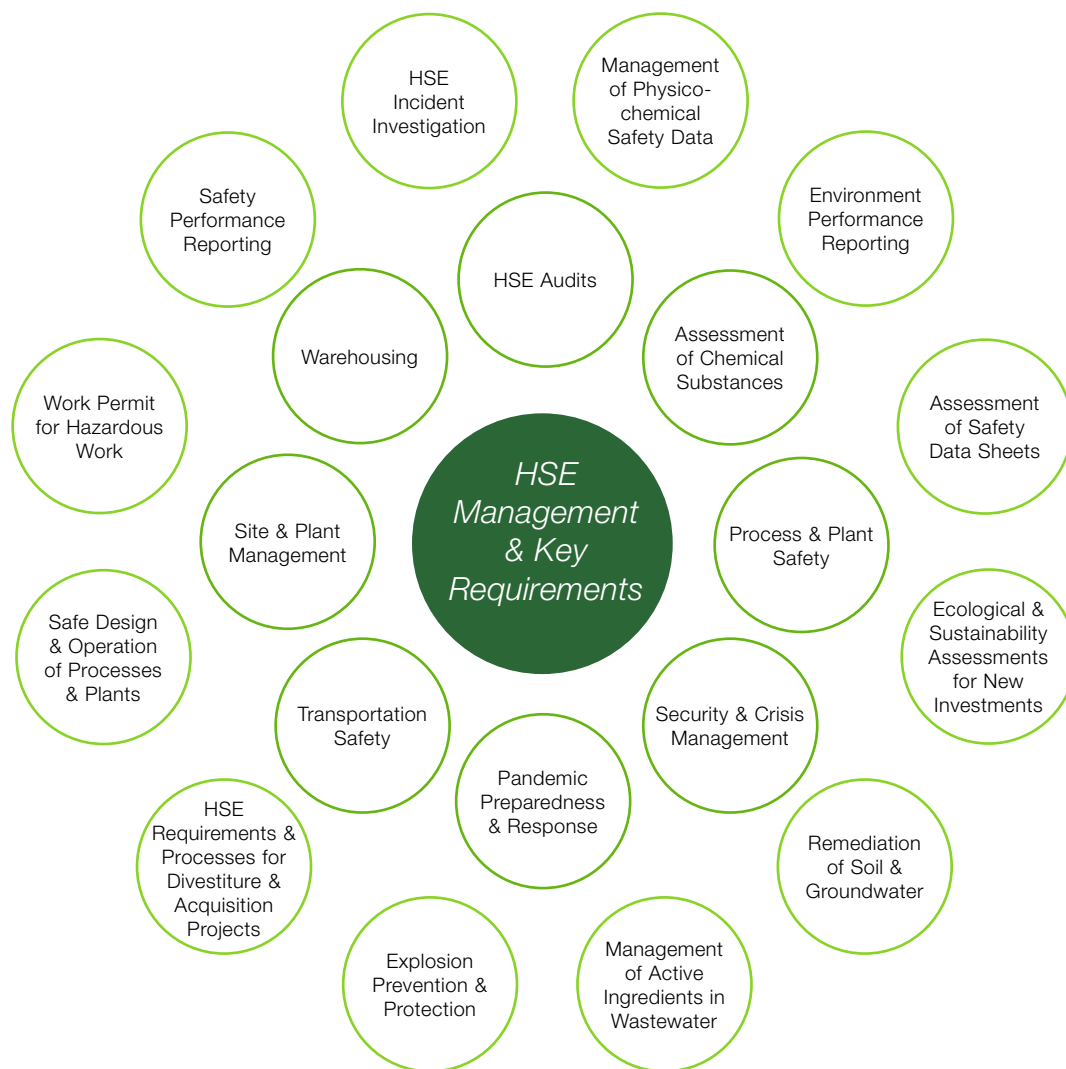 HSE
Incident
Investigation
Management
of Physico-
chemical
Safety Data
Safety
Performance
Reporting
Environment
Performance
Reporting
HSE Audits
Warehousing
Assessment
of Chemical
Substances
Work Permit
for Hazardous
Work
Assessment
of Safety
Data Sheets
HSE
Management
& Key
Requirements
Site & Plant
Management
Process & Plant
Safety
Safe Design
& Operation
of Processes
& Plants
Ecological &
Sustainability
Assessments
for New
Investments
Transportation
Safety
Security & Crisis
Management
Pandemic
Preparedness
& Response
HSE
Requirements &
Processes for
Divestiture &
Acquisition
Projects
Remediation
of Soil &
Groundwater
Explosion
Prevention &
Protection
Management
of Active
Ingredients in
Wastewater